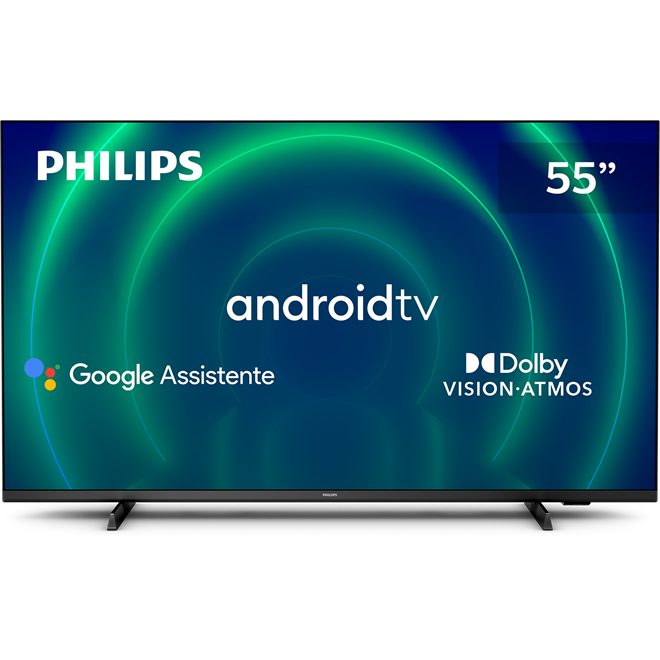 PHILIPS
55”
androidtv
Google Assistente
Dolby
VISION·ATMOS
PHILIPS